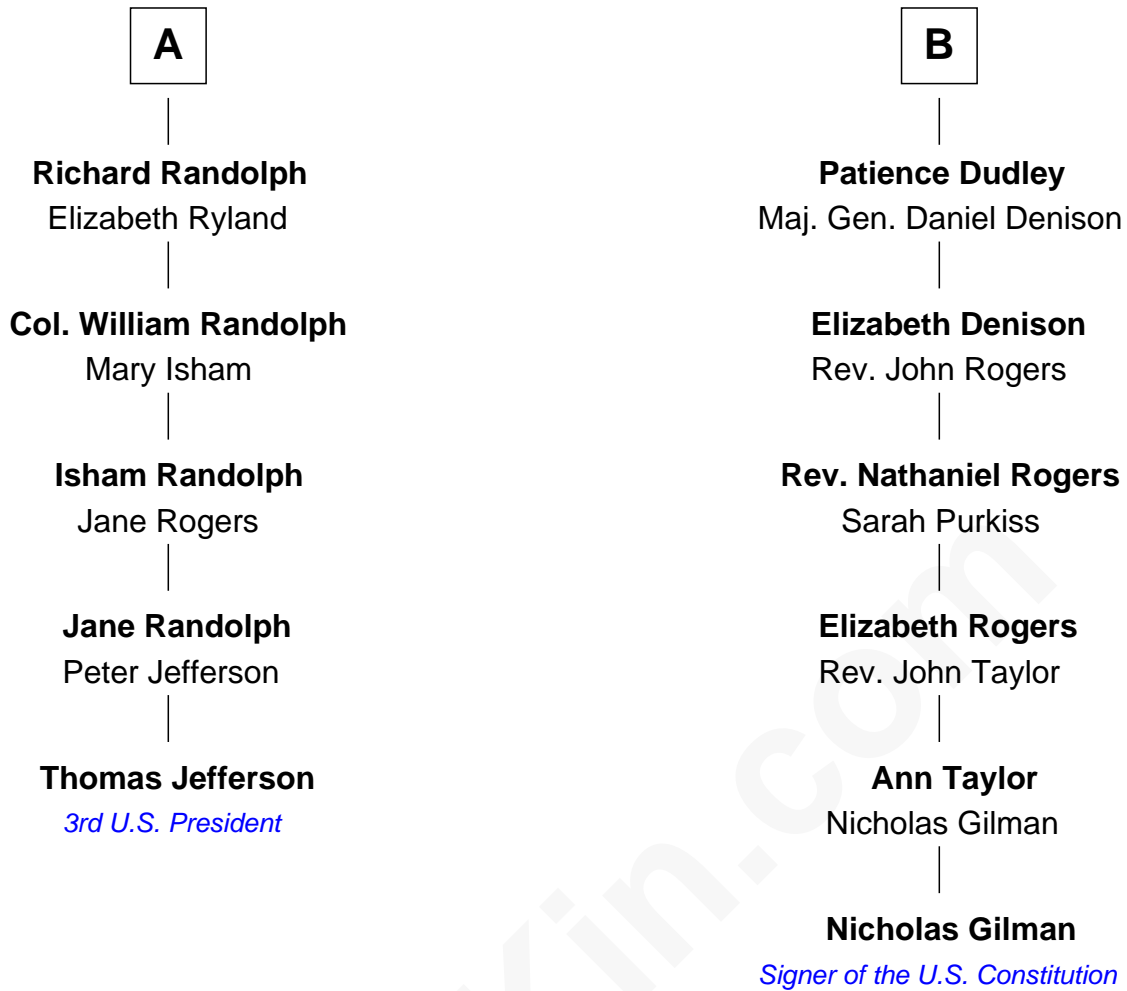 A
Richard Randolph
Elizabeth Ryland
Col. William Randolph
Mary Isham
Isham Randolph
Jane Rogers
Jane Randolph
Peter Jefferson
Thomas Jefferson
3rd U.S. President
B
Patience Dudley
Maj. Gen. Daniel Denison
Elizabeth Denison
Rev. John Rogers
Rev. Nathaniel Rogers
Sarah Purkiss
Elizabeth Rogers
Rev. John Taylor
Ann Taylor
Nicholas Gilman
Nicholas Gilman
Signer of the U.S. Constitution
Kin.com